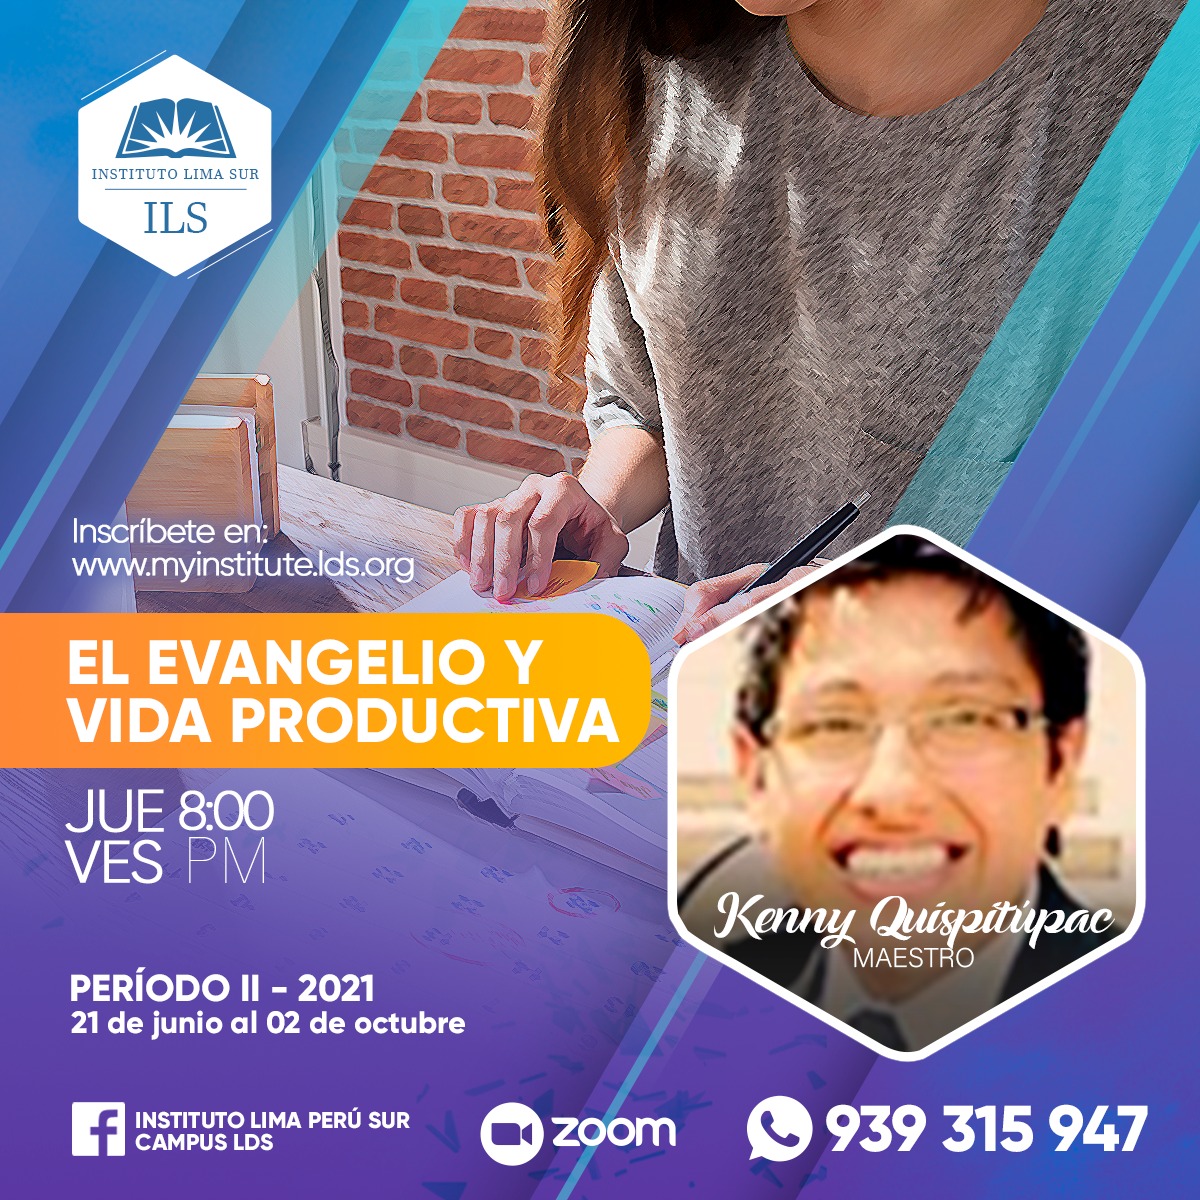 INSTITUTO LIMA SUR
ILS
Inscríbete en:
www.myinstitute.lds.org
EL EVANGELIO Y
VIDA PRODUCTIVA
JUE 8:00
VES PM
Kenny Quispitúpac
MAESTRO
PERÍODO II - 2021
21 de junio al 02 de octubre
INSTITUTO LIMA PERÚ SUR
CAMPUS LDS
zoom
939 315 947